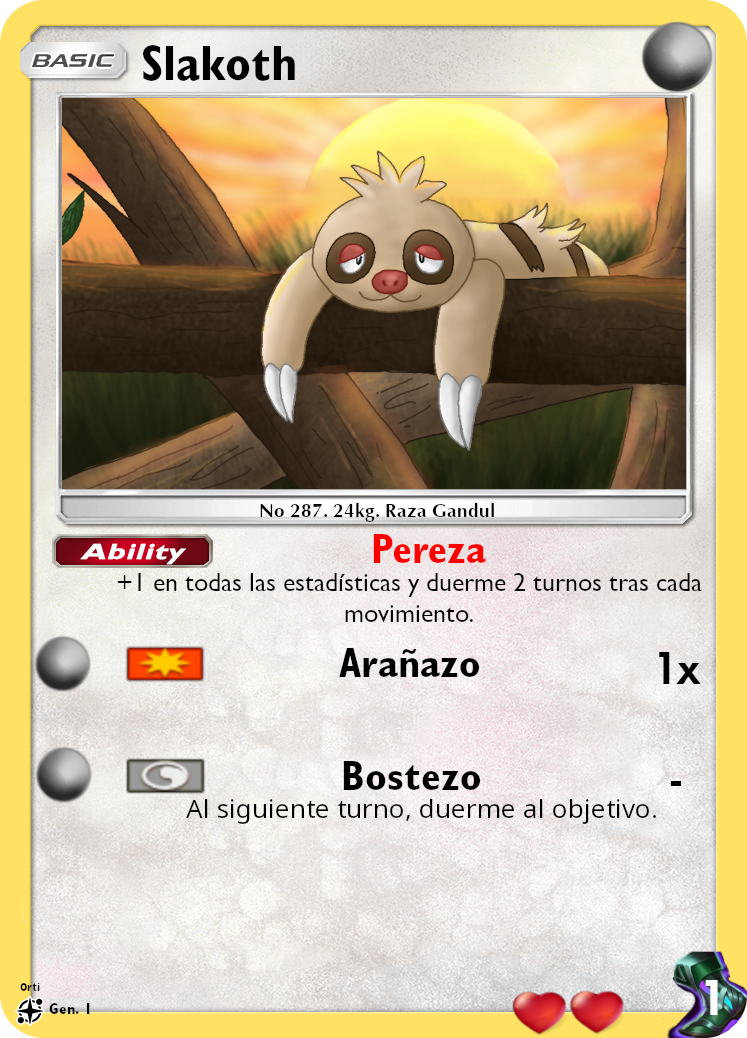 BASIC
Slakoth
No 287. 24kg. Raza Gandul
Ability
Pereza
+1 en todas las estadísticas y duerme 2 turnos tras cada
movimiento.
Arañazo
1x
Bostezo
-
Al siguiente turno, duerme al objetivo.
Orti
Gen. 1
1